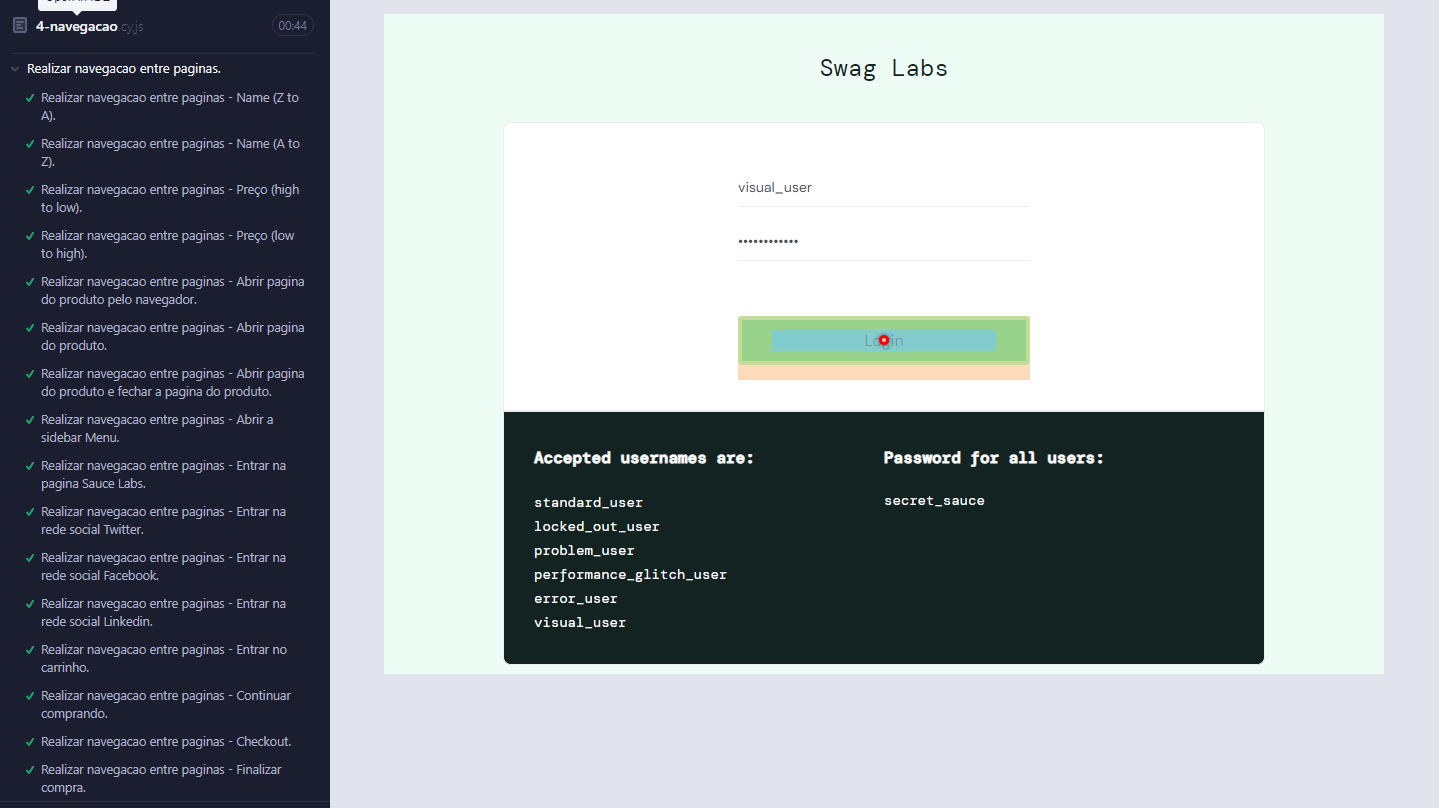 4-navegacao.cy.js
00:44
Realizar navegacao entre paginas.
Realizar navegacao entre paginas - Name (Z to
A).
Realizar navegacao entre paginas - Name (A to
Z).
Realizar navegacao entre paginas - Preço (high
to low).
Realizar navegacao entre paginas - Preço (low
to high).
Realizar navegacao entre paginas - Abrir pagina
do produto pelo navegador.
Realizar navegacao entre paginas - Abrir pagina
do produto.
Realizar navegacao entre paginas - Abrir pagina
do produto e fechar a pagina do produto.
Realizar navegacao entre paginas - Abrir a
sidebar Menu.
Realizar navegacao entre paginas - Entrar na
pagina Sauce Labs.
Realizar navegacao entre paginas - Entrar na
rede social Twitter.
Realizar navegacao entre paginas - Entrar na
rede social Facebook.
Realizar navegacao entre paginas - Entrar na
rede social Linkedin.
Realizar navegacao entre paginas - Entrar no
carrinho.
Realizar navegacao entre paginas - Continuar
comprando.
Realizar navegacao entre paginas - Checkout.
Realizar navegacao entre paginas - Finalizar
compra.
Swag Labs
visual_user
••••••••••••
Login
Accepted usernames are:
standard_user
locked_out_user
problem_user
performance_glitch_user
error_user
visual_user
Password for all users:
secret_sauce